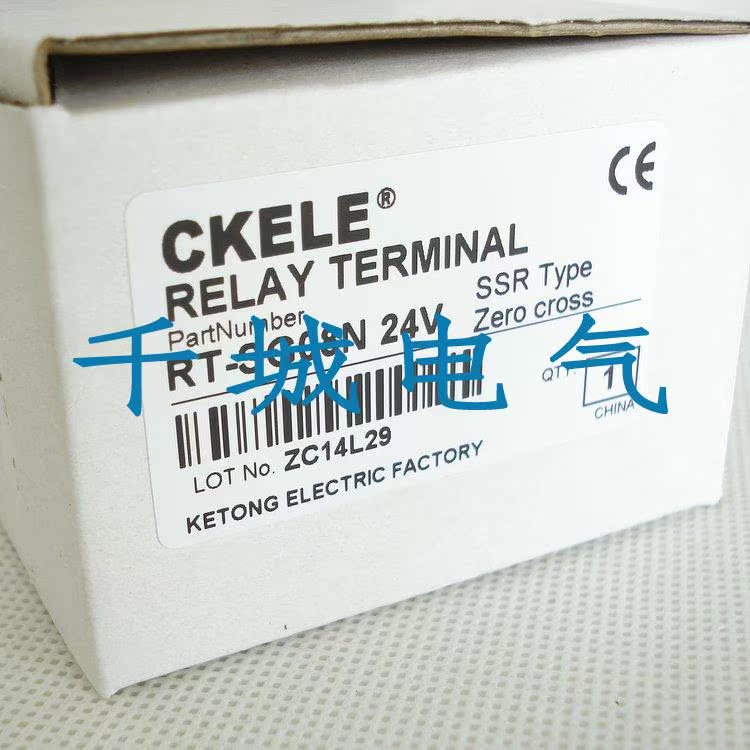 CKELE®
CE
RELAY TERMINAL
PartNumber
SSR Type
24V
Zero cross
千城电气
QTY.
1
CHINA
LOT No. ZC14L29
KETONG ELECTRIC FACTORY